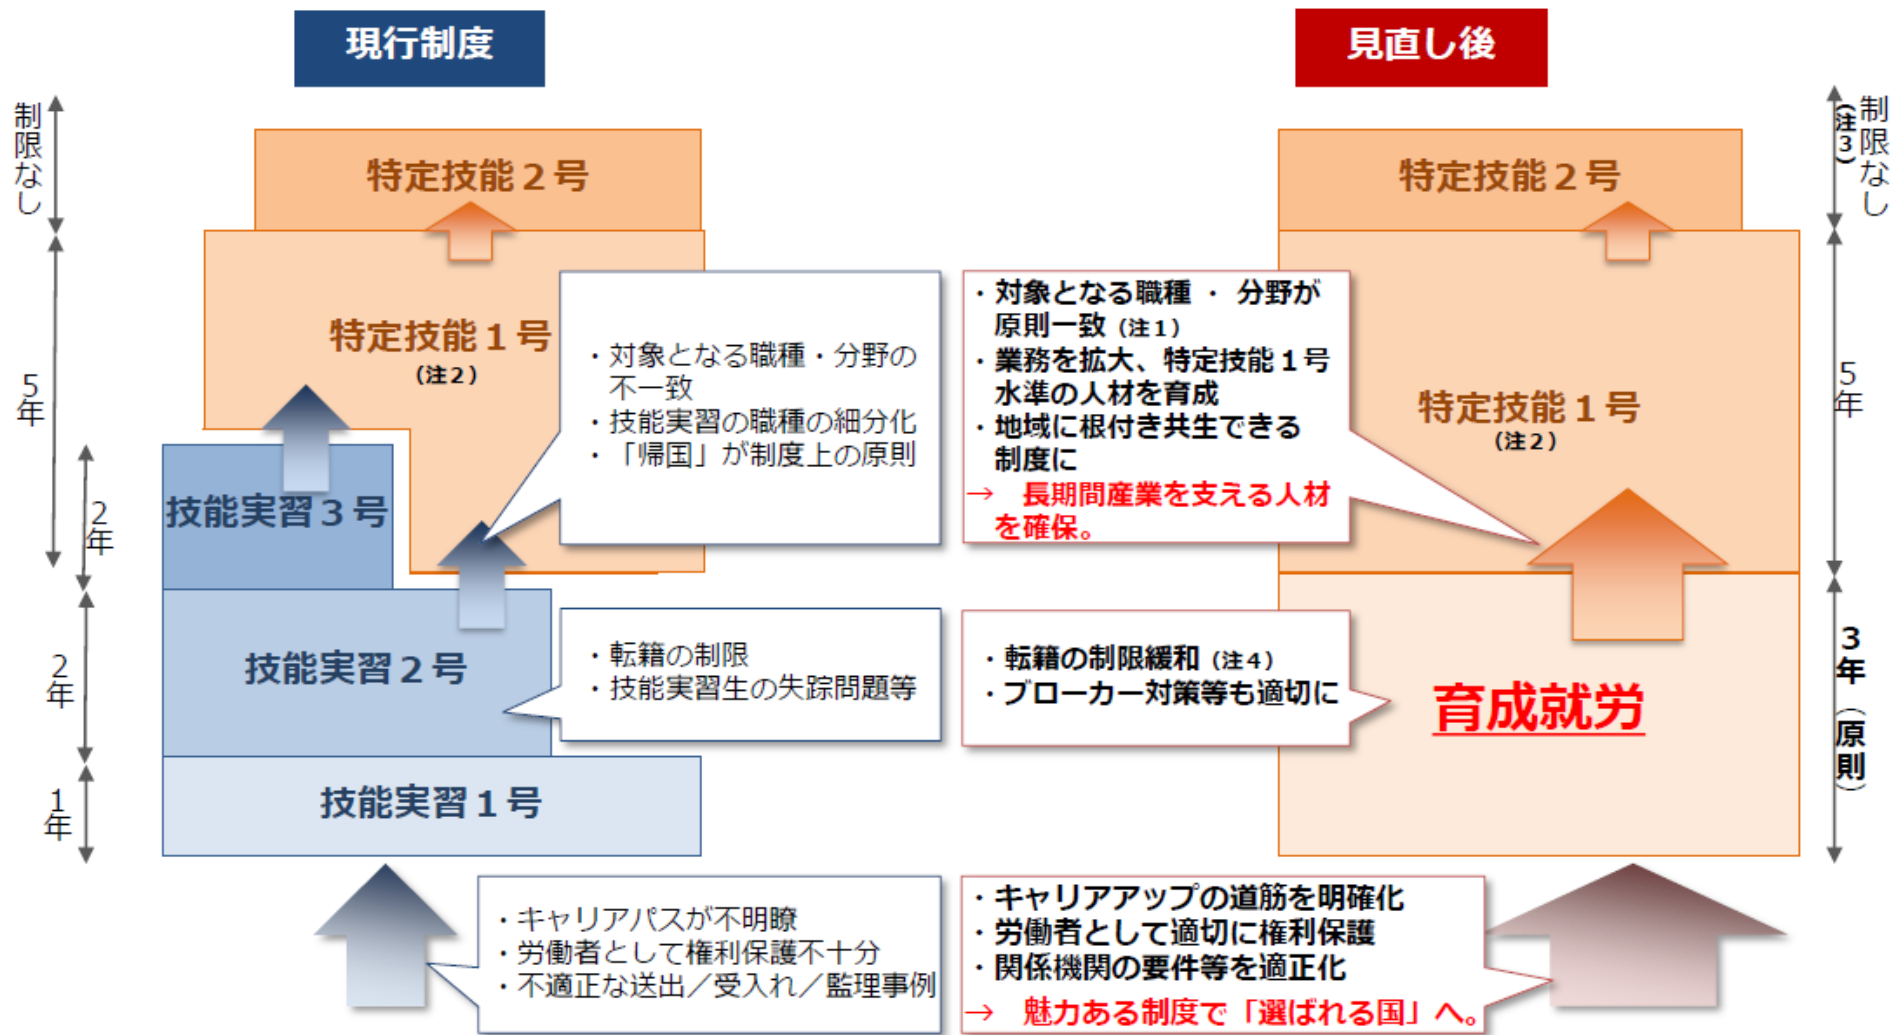 現行制度
見直し後
制限なし
5年
2年
2年
1年
特定技能２号
特定技能１号
（注２）
技能実習３号
技能実習２号
技能実習１号
・対象となる職種・分野の
不一致
・技能実習の職種の細分化
・「帰国」が制度上の原則
・転籍の制限
・技能実習生の失踪問題等
・キャリアパスが不明瞭
・労働者として権利保護不十分
・不適正な送出／受入れ／監理事例
・対象となる職種 ・ 分野が
原則一致（注１）
・業務を拡大、特定技能１号
水準の人材を育成
・地域に根付き共生できる
制度に
→ 長期間産業を支える人材
を確保。
・転籍の制限緩和（注４）
・ブローカー対策等も適切に
・キャリアアップの道筋を明確化
・労働者として適切に権利保護
・関係機関の要件等を適正化
→ 魅力ある制度で「選ばれる国」へ。
特定技能２号
特定技能１号
（注２）
育成就労
制限なし
（注３）
5年
３年（原則）